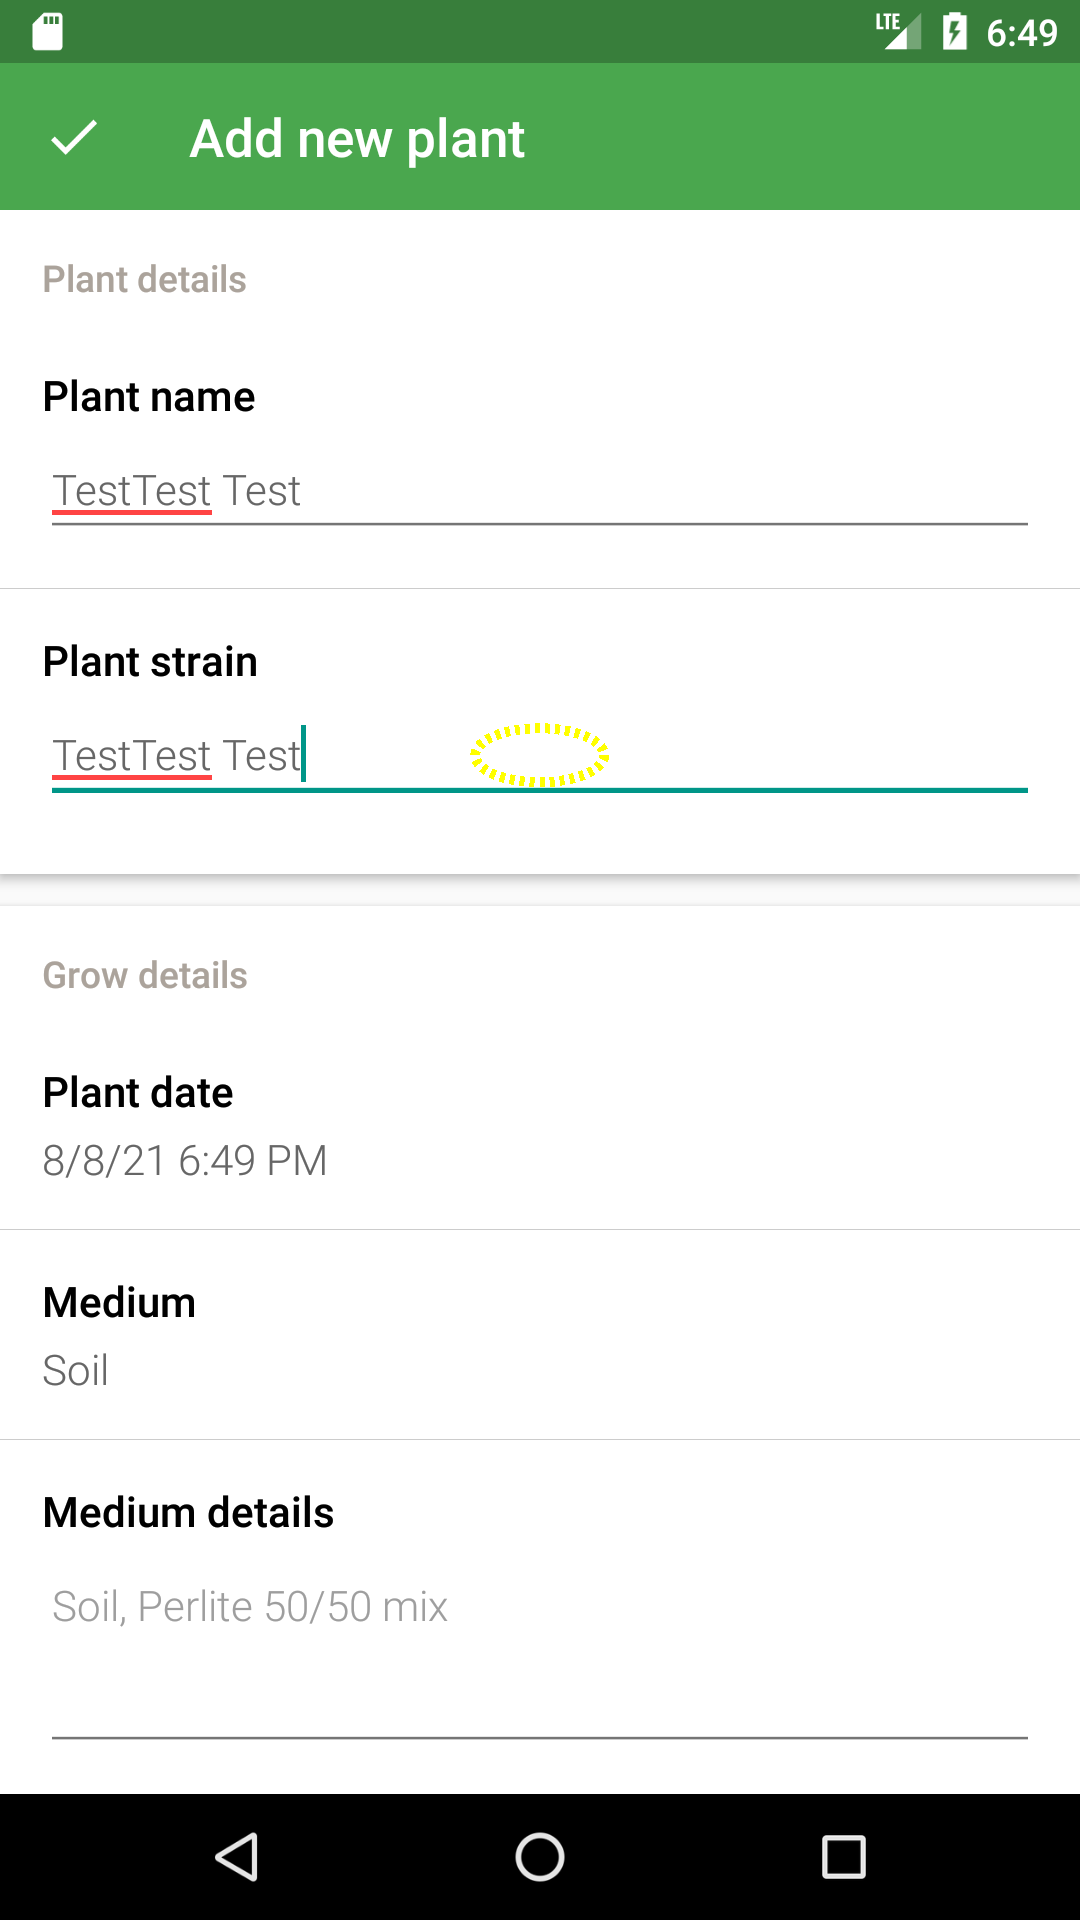 LTE 6:49
Add new plant
Plant details
Plant name
TestTest Test
Plant strain
TestTest Test
Grow details
Plant date
8/8/21 6:49 PM
Medium
Soil
Medium details
Soil, Perlite 50/50 mix